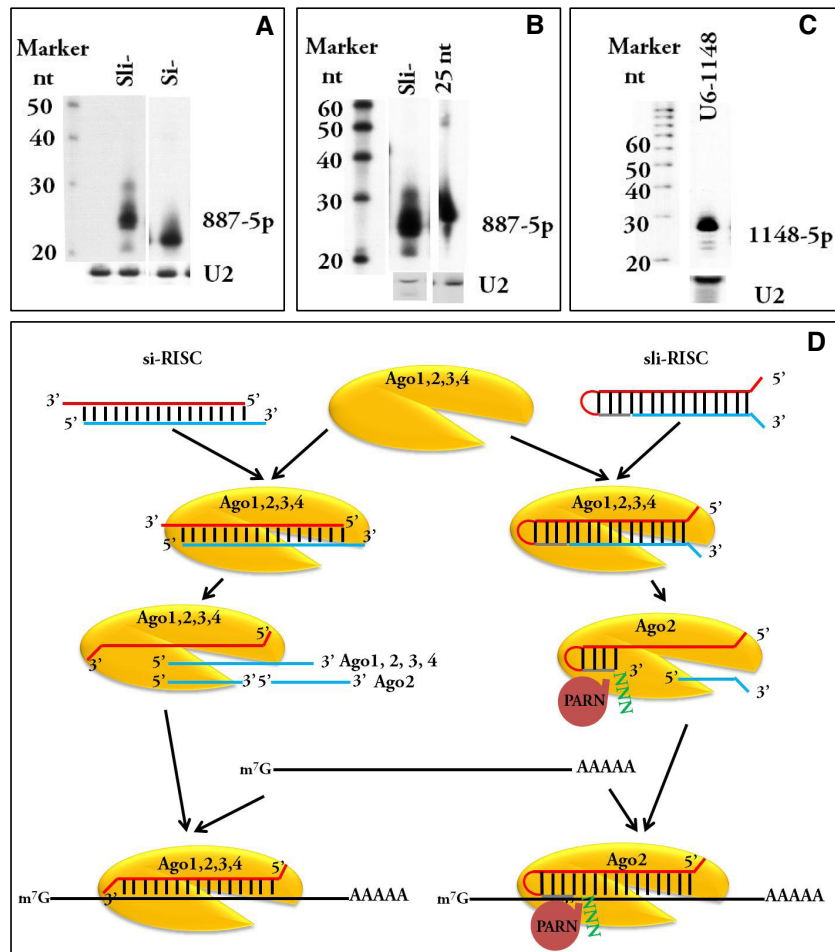 A
Marker
nt
Sli-
Si-
50
40
30
20
887-5p
U2
B
Marker
nt
Sli-
25 nt
60
50
40
30
20
887-5p
U2
C
Marker
nt
U6-1148
60
50
40
30
20
1148-5p
U2
D
si-RISC
sli-RISC
3’ 5’
5’ 3’
Ago1,2,3,4
5’
3’
Ago1,2,3,4
3’ 5’
5’ 3’
Ago1,2,3,4
5’
3’
Ago1,2,3,4
5’
3’
5’ 3’ Ago1, 2, 3, 4
5’ 3’ 5’ 3’ Ago2
Ago2
5’
3’
5’
3’
PARN
NNN
m⁷G AAAAA
Ago1,2,3,4
5’
3’
m⁷G AAAAA
Ago2
5’
m⁷G AAAAA
PARN
NNN